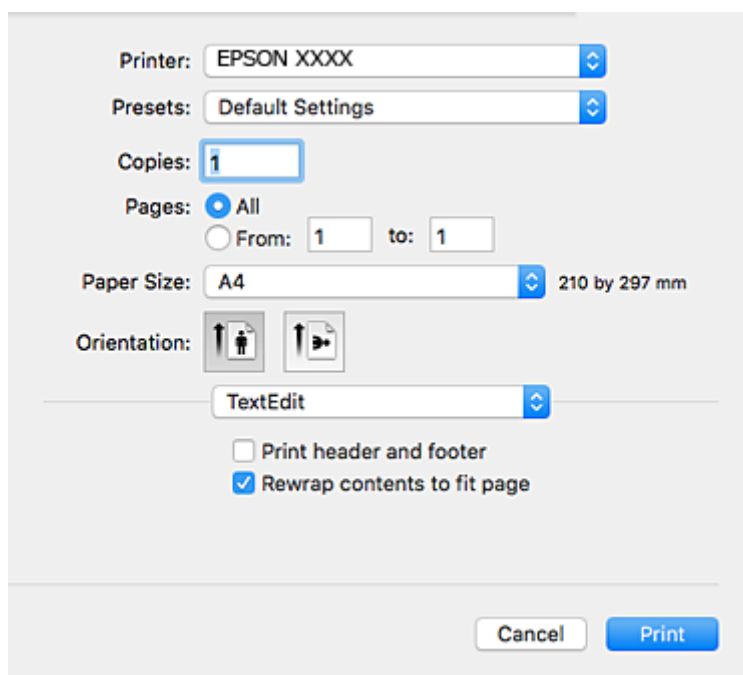 Printer: EPSON XXXX
Presets: Default Settings
Copies: 1
Pages: All
From: 1 to: 1
Paper Size: A4 210 by 297 mm
Orientation:
TextEdit
Print header and footer
Rewrap contents to fit page
Cancel Print